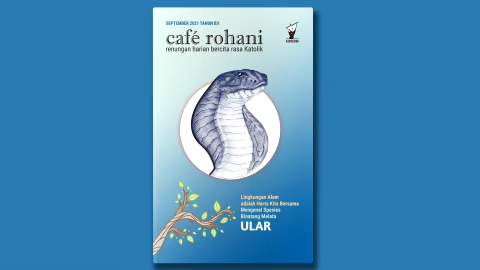 SEPTEMBER 2021 TAHUN II/I
café rohani
renungan harian bercita rasa Katolik
Lingkungan Alam
adalah Harta Kita Bersama
Mengenal Spesies
Binatang Melata
ULAR